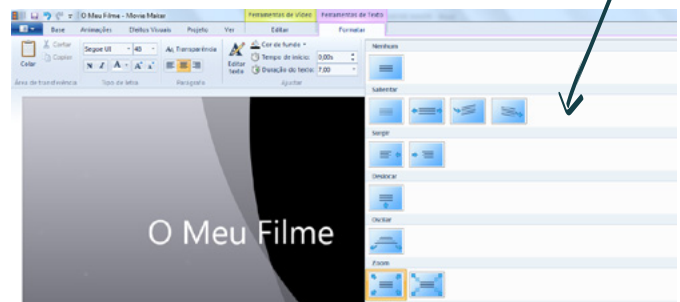 O Meu Filme - Movie Maker
Ferramentas de Vídeo
Ferramentas de Texto
Base
Animações
Efeitos Visuais
Projeto
Ver
Editar
Formatar
Colar
Cortar
Copiar
Segoe UI
48
N I A A A
Transparência
Editar texto
Cor de fundo
Tempo de início: 0,00s
Duração do texto: 7,00
Área de transferência
Tipo de letra
Parágrafo
Ajustar
Nenhum
Salientar
Surgir
Deslocar
Oscilar
Zoom
O Meu Filme